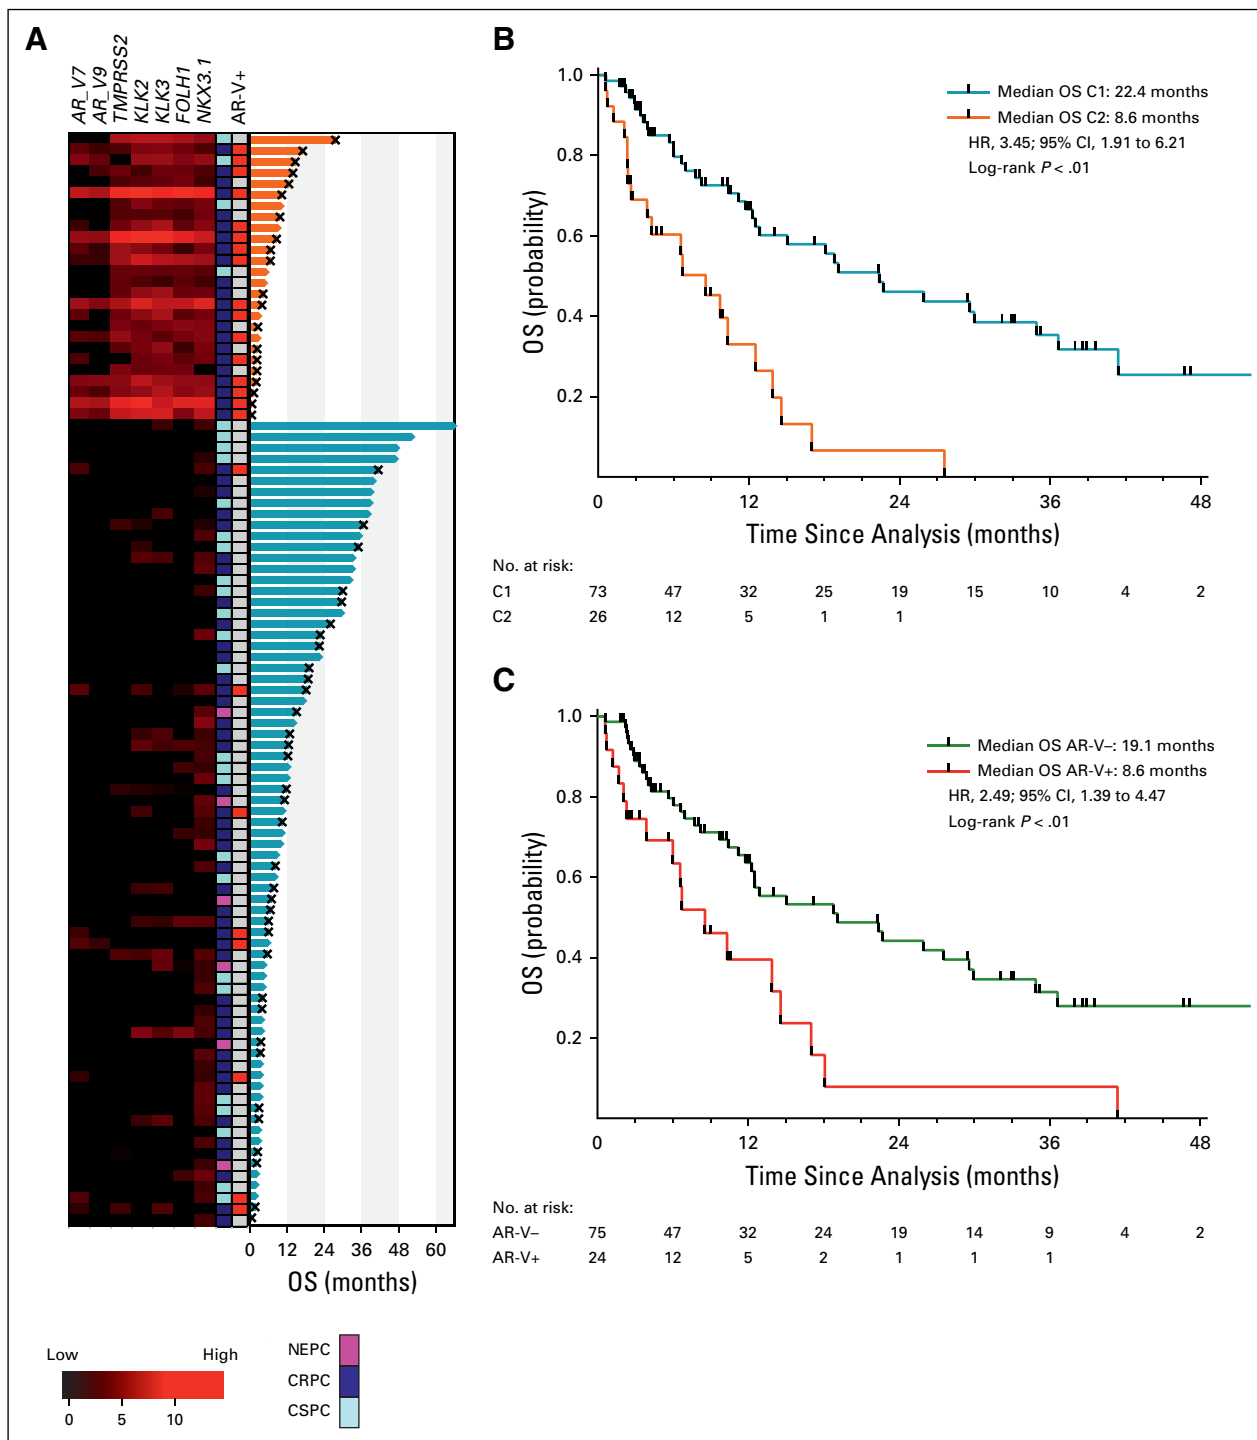 A
AR_V7
AR_V9
TMPRSS2
KLK2
KLK3
FOLH1
NKX3.1
AR-V+
0 12 24 36 48 60
OS (months)
Low High
0 5 10
NEPC
CRPC
CSPC
B
1.0
0.8
0.6
0.4
0.2
OS (probability)
Median OS C1: 22.4 months
Median OS C2: 8.6 months
HR, 3.45; 95% CI, 1.91 to 6.21
Log-rank P < .01
0 12 24 36 48
Time Since Analysis (months)
No. at risk:
C1 73 47 32 25 19 15 10 4 2
C2 26 12 5 1 1
C
1.0
0.8
0.6
0.4
0.2
OS (probability)
Median OS AR-V–: 19.1 months
Median OS AR-V+: 8.6 months
HR, 2.49; 95% CI, 1.39 to 4.47
Log-rank P < .01
0 12 24 36 48
Time Since Analysis (months)
No. at risk:
AR-V– 75 47 32 24 19 14 9 4 2
AR-V+ 24 12 5 2 1 1 1